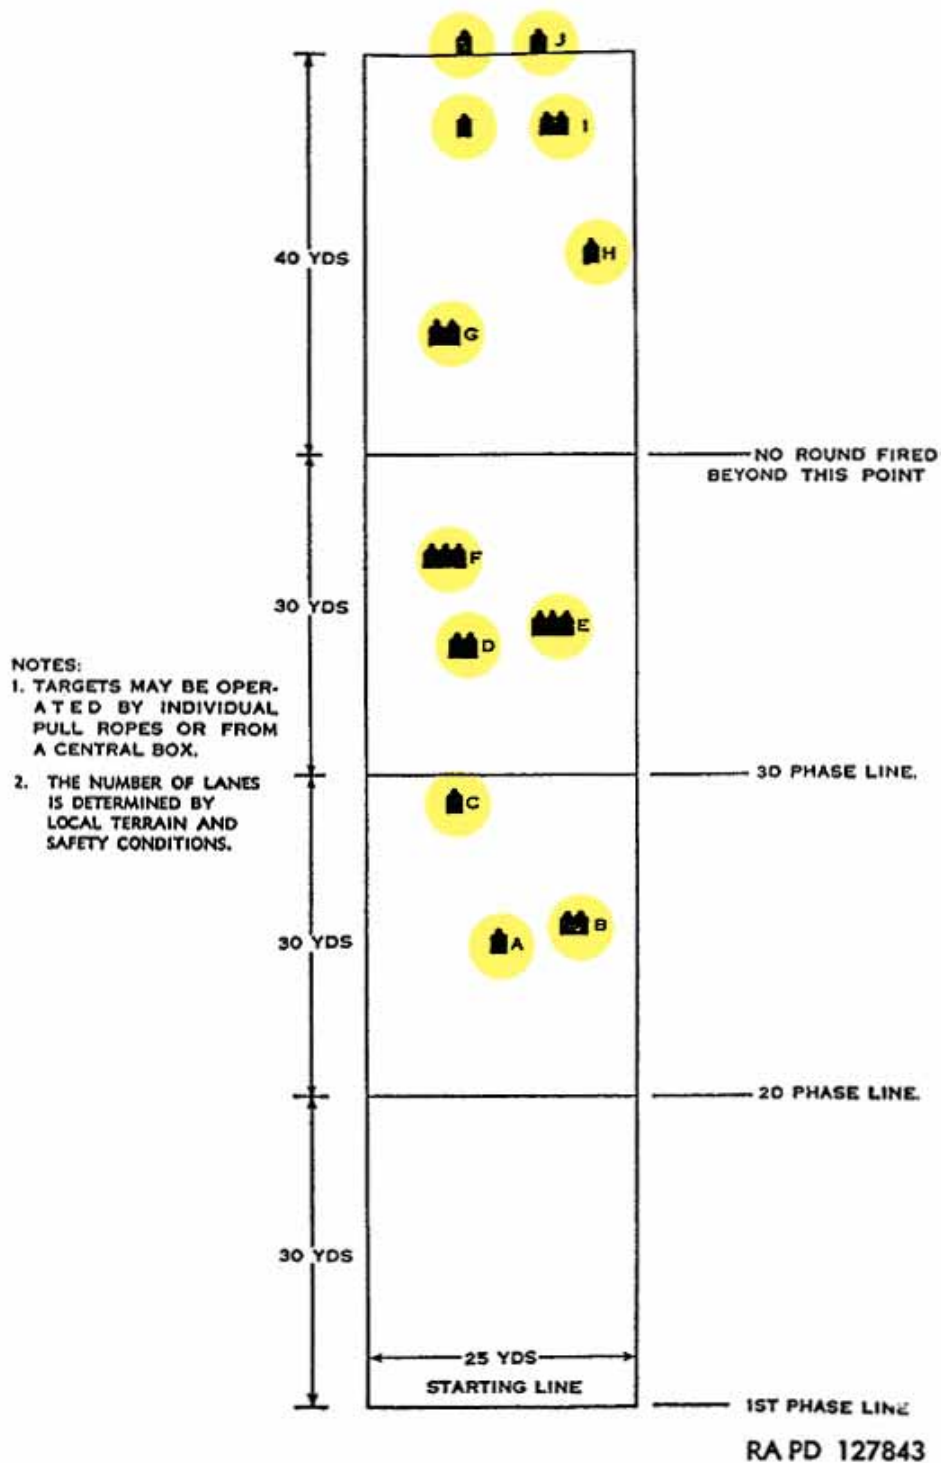 J
I
40 YDS
H
G
NO ROUND FIRED
BEYOND THIS POINT
F
30 YDS
E
D
NOTES:
1. TARGETS MAY BE OPER-
ATED BY INDIVIDUAL
PULL ROPES OR FROM
A CENTRAL BOX.
3D PHASE LINE.
2. THE NUMBER OF LANES
IS DETERMINED BY
LOCAL TERRAIN AND
SAFETY CONDITIONS.
C
B
30 YDS
A
2D PHASE LINE.
30 YDS
25 YDS
STARTING LINE
1ST PHASE LINE
RA PD 127843